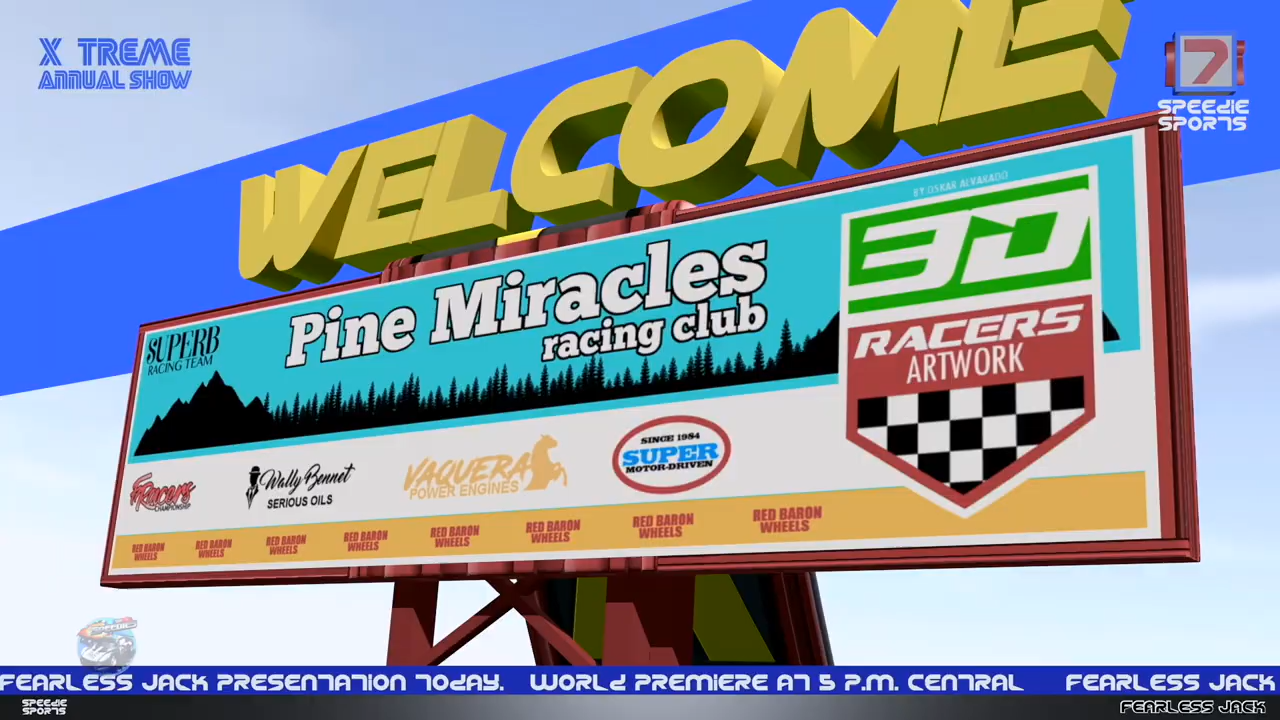 X TREME
ANNUAL SHOW
7
SPEEDIE
SPORTS
WELCOME
BY:OSKAR ALVARADO
3D
RACERS
ARTWORK
SUPERB
RACING TEAM
Pine Miracles
racing club
Racers
CHAMPIONSHIP
Wally Bennet
SERIOUS OILS
VAQUERA
POWER ENGINES
SINCE 1984
SUPER
MOTOR-DRIVEN
RED BARON
WHEELS
RED BARON
WHEELS
RED BARON
WHEELS
RED BARON
WHEELS
RED BARON
WHEELS
RED BARON
WHEELS
RED BARON
WHEELS
RED BARON
WHEELS
FEARLESS JACK PRESENTATION TODAY. WORLD PREMIERE AT 5 P.M. CENTRAL FEARLESS JACK
SPEEDIE
SPORTS
FEARLESS JACK